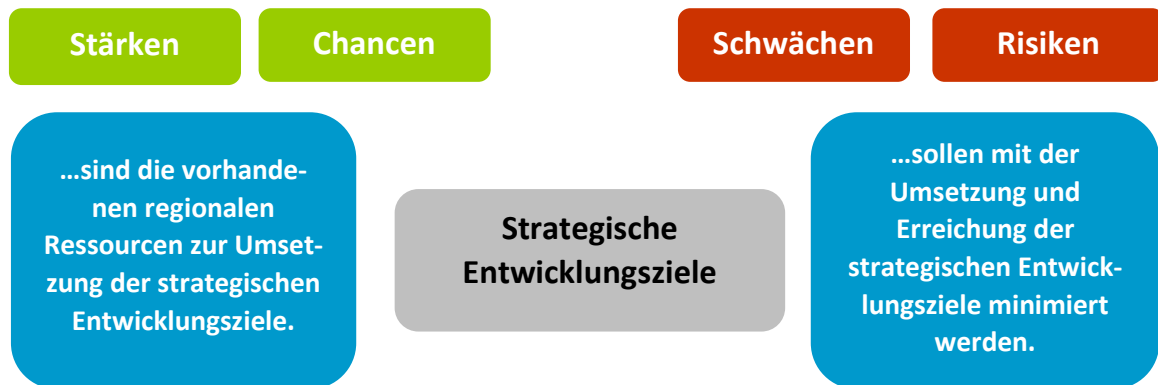 Stärken
Chancen
Schwächen
Risiken
…sind die vorhande-
nen regionalen
Ressourcen zur Umset-
zung der strategischen
Entwicklungsziele.
Strategische
Entwicklungsziele
…sollen mit der
Umsetzung und
Erreichung der
strategischen Entwick-
lungsziele minimiert
werden.